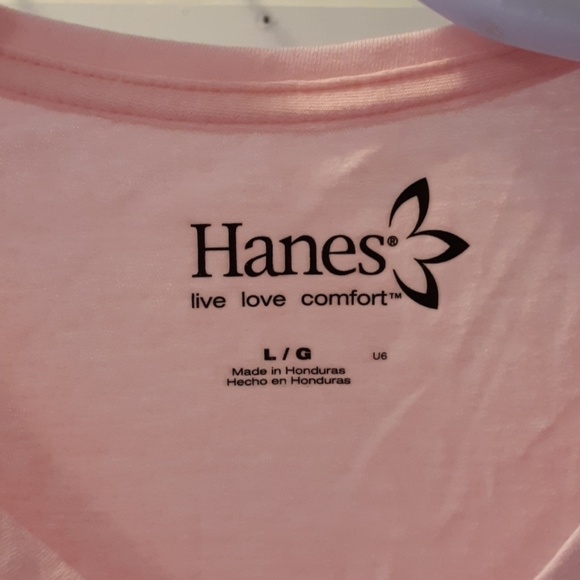 Hanes®
live love comfort™
L / G U6
Made in Honduras
Hecho en Honduras